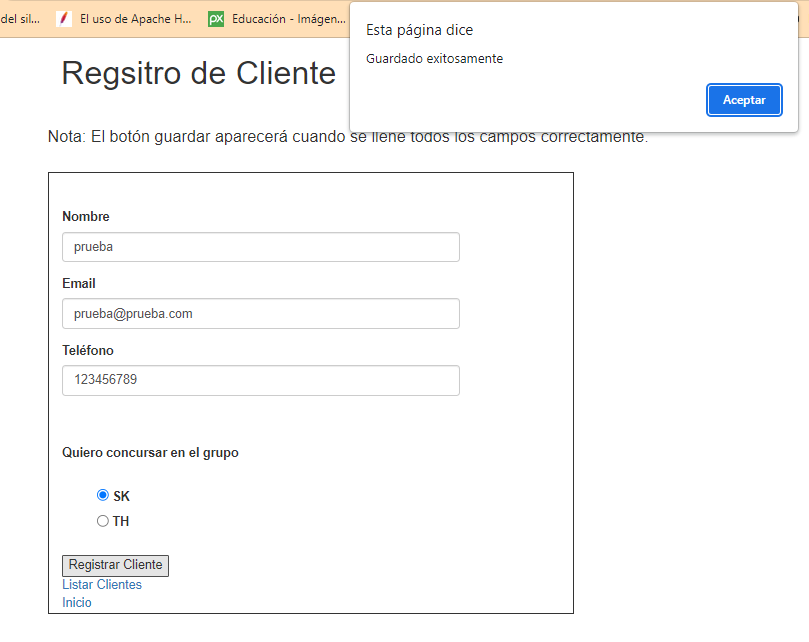 del sil...
El uso de Apache H...
px
Educación - Imágen...
Esta página dice
Guardado exitosamente
Aceptar
Regsitro de Cliente
Nota: El botón guardar aparecerá cuando se llene todos los campos correctamente.
Nombre
prueba
Email
prueba@prueba.com
Teléfono
123456789
Quiero concursar en el grupo
SK
TH
Registrar Cliente
Listar Clientes
Inicio